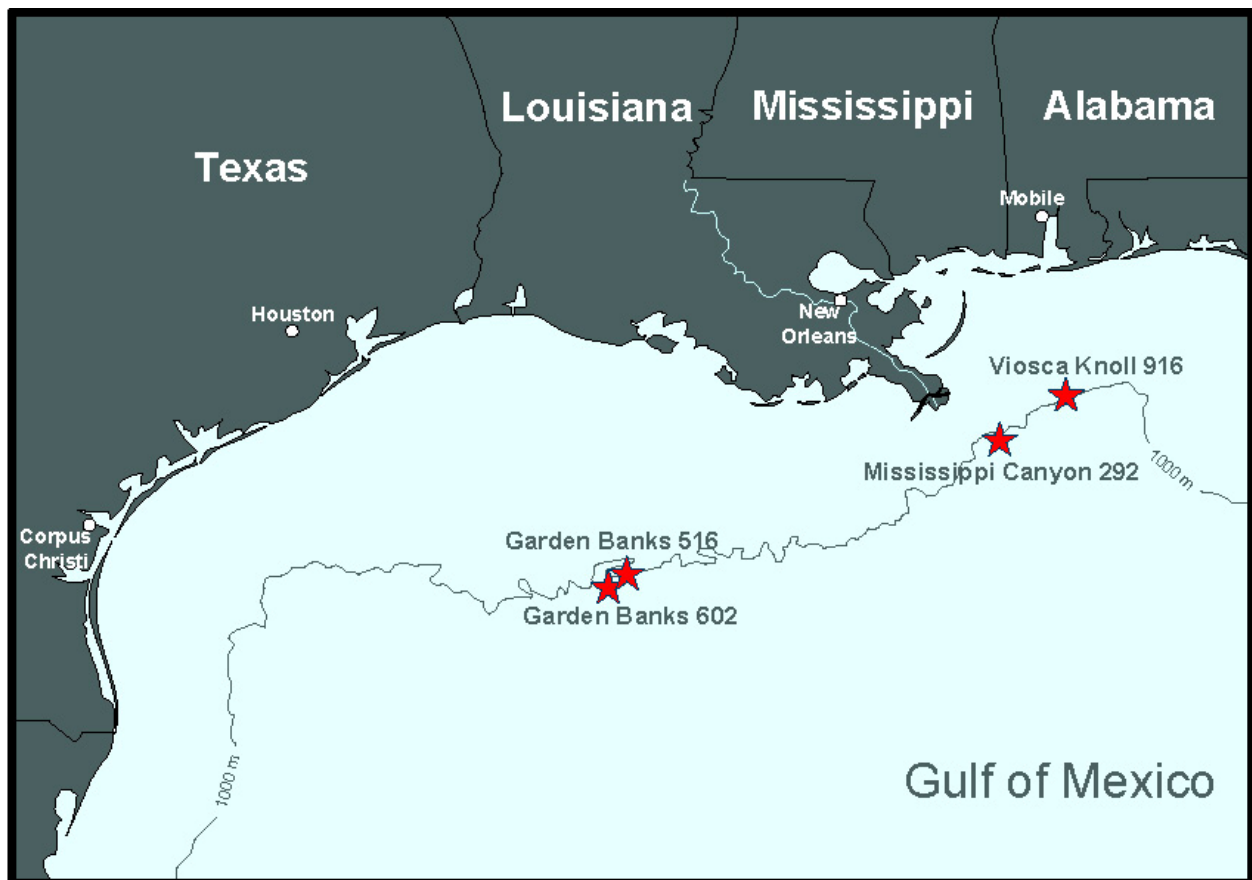 Louisiana
Mississippi
Alabama
Texas
Mobile
Houston
New
Orleans
Viosca Knoll 916
Mississippi Canyon 292
1000 m
Corpus
Christi
Garden Banks 516
Garden Banks 602
1000 m
Gulf of Mexico